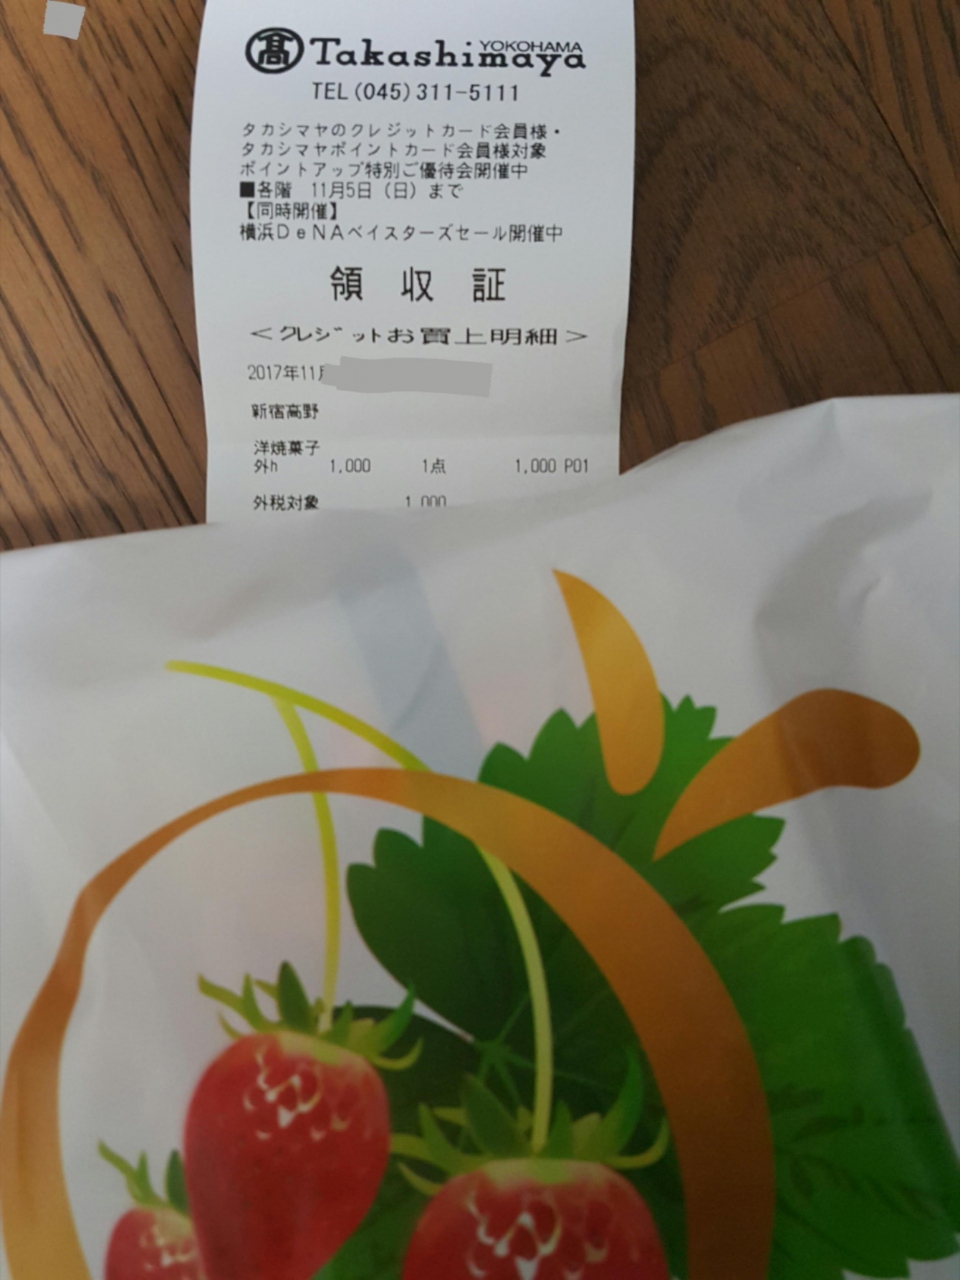 髙 Takashimaya YOKOHAMA
TEL(045)311-5111
タカシマヤのクレジットカード会員様・
タカシマヤポイントカード会員様対象
ポイントアップ特別ご優待会開催中
■各階 11月5日(日)まで
【同時開催】
横浜DeNAベイスターズセール開催中
領収証
<クレジットお買上明細>
2017年11月
新宿高野
洋焼菓子
外h 1,000 1点 1,000 P01
外税対象 1,000